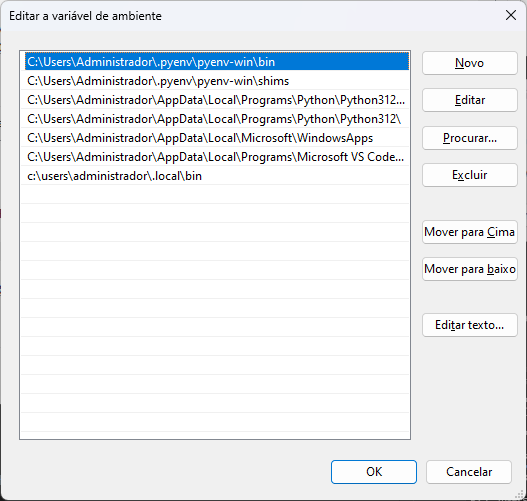 Editar a variável de ambiente
C:\Users\Administrador\.pyenv\pyenv-win\bin
C:\Users\Administrador\.pyenv\pyenv-win\shims
C:\Users\Administrador\AppData\Local\Programs\Python\Python312...
C:\Users\Administrador\AppData\Local\Programs\Python\Python312\
C:\Users\Administrador\AppData\Local\Microsoft\WindowsApps
C:\Users\Administrador\AppData\Local\Programs\Microsoft VS Code...
c:\users\administrador\.local\bin
Novo
Editar
Procurar...
Excluir
Mover para Cima
Mover para baixo
Editar texto...
OK
Cancelar